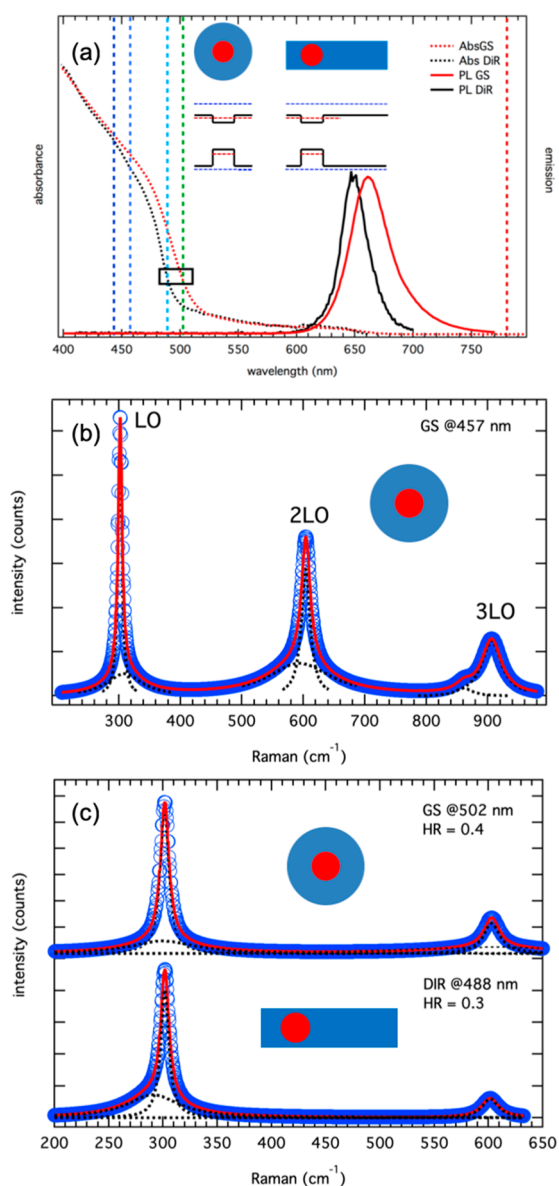 (a)
AbsGS
Abs DiR
PL GS
PL DiR
absorbance
emission
400 450 500 550 600 650 700 750
wavelength (nm)
(b)
LO
GS @457 nm
2LO
3LO
intensity (counts)
300 400 500 600 700 800 900
Raman (cm⁻¹)
(c)
GS @502 nm
HR = 0.4
intensity (counts)
DIR @488 nm
HR = 0.3
200 250 300 350 400 450 500 550 600 650
Raman (cm⁻¹)